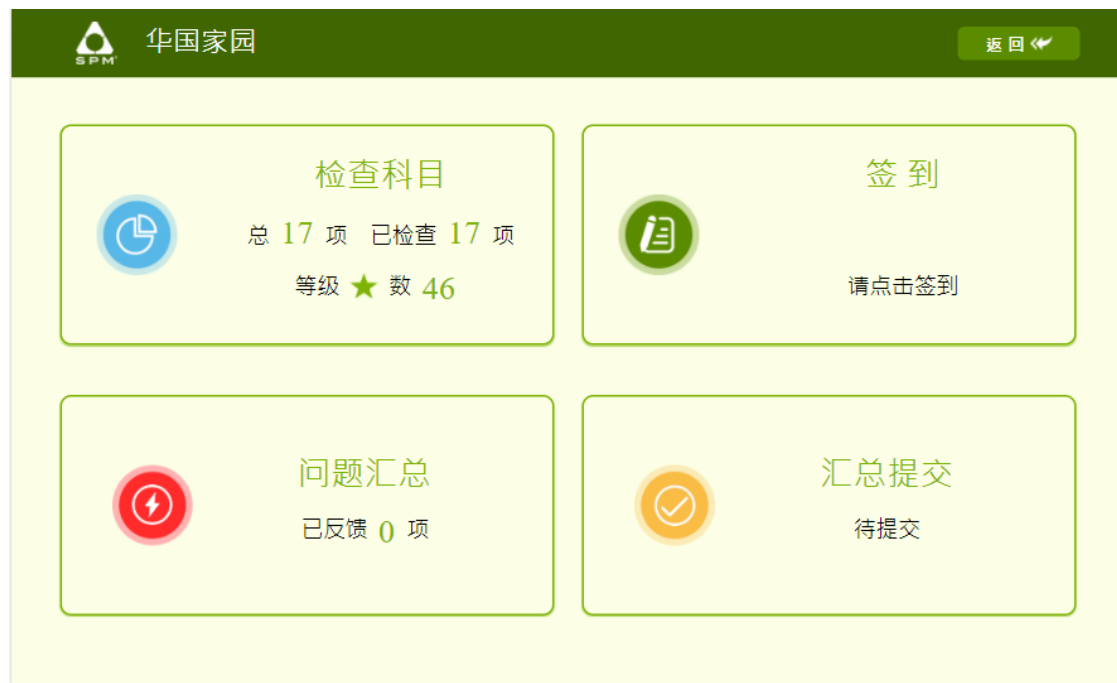 SPM
华国家园
返回
检查科目
总 17 项 已检查 17 项
等级 ★ 数 46
签到
请点击签到
问题汇总
已反馈 0 项
汇总提交
待提交